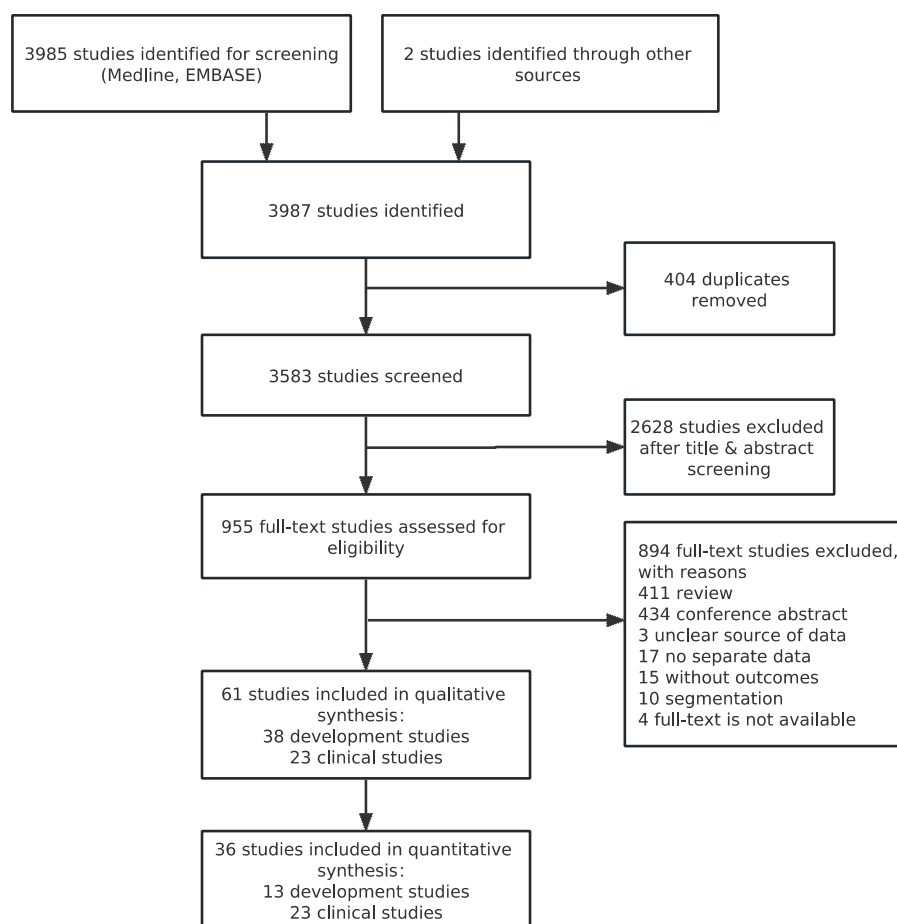 3985 studies identified for screening
(Medline, EMBASE)
2 studies identified through other
sources
3987 studies identified
404 duplicates
removed
3583 studies screened
2628 studies excluded
after title & abstract
screening
955 full-text studies assessed for
eligibility
894 full-text studies excluded,
with reasons
411 review
434 conference abstract
3 unclear source of data
17 no separate data
15 without outcomes
10 segmentation
4 full-text is not available
61 studies included in qualitative
synthesis:
38 development studies
23 clinical studies
36 studies included in quantitative
synthesis:
13 development studies
23 clinical studies